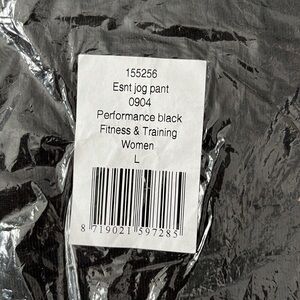 155256
Esnt jog pant
0904
Performance black
Fitness & Training
Women
L
8 719021 597285